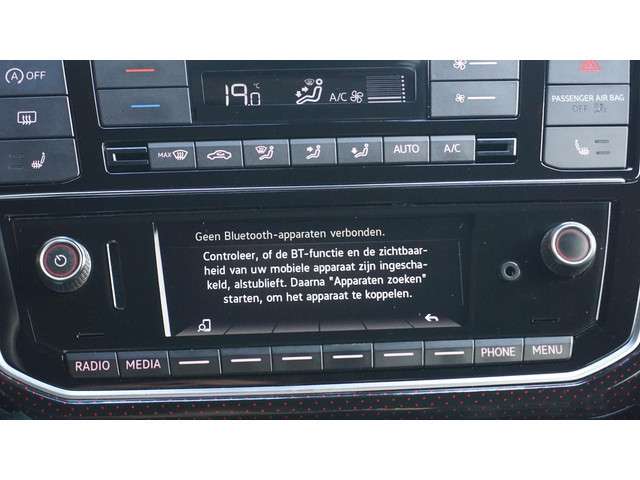 OFF
19.0 °C
A/C
PASSENGER AIR BAG
OFF
MAX
AUTO
A/C
Geen Bluetooth-apparaten verbonden.
Controleer, of de BT-functie en de zichtbaar-
heid van uw mobiele apparaat zijn ingescha-
keld, alstublieft. Daarna "Apparaten zoeken"
starten, om het apparaat te koppelen.
RADIO MEDIA PHONE MENU